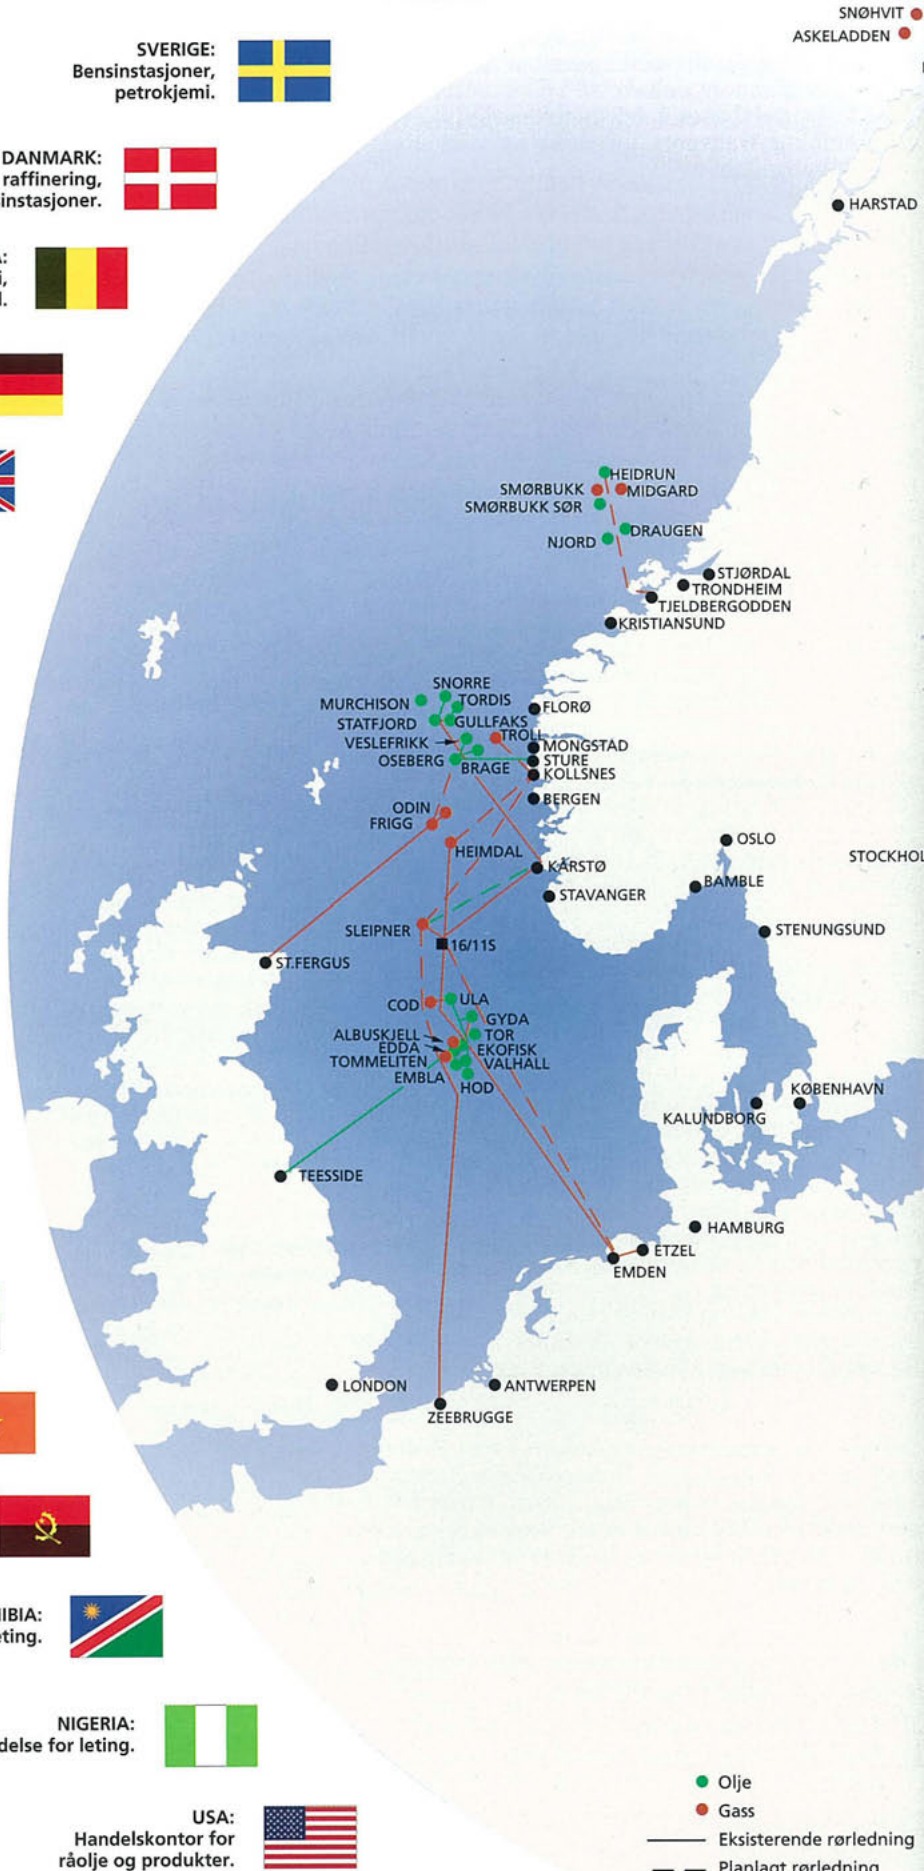 SNØHVIT
ASKELADDEN
SVERIGE:
Bensinstasjoner,
petrokjemi.
DANMARK:
raffinering,
HARSTAD
HEIDRUN
SMØRBUKK
MIDGARD
SMØRBUKK SØR
DRAUGEN
NJORD
STJØRDAL
TRONDHEIM
TJELDBERGODDEN
KRISTIANSUND
SNORRE
MURCHISON
TORDIS
FLORØ
STATFJORD
GULLFAKS
TROLL
VESLEFRIKK
MONGSTAD
OSEBERG
STURE
BRAGE
KOLLSNES
BERGEN
ODIN
FRIGG
OSLO
HEIMDAL
STOCKHOL
KÅRSTØ
BAMBLE
STAVANGER
SLEIPNER
STENUNGSUND
16/11S
ST.FERGUS
COD
ULA
GYDA
ALBUSKJELL
TOR
EDDA
EKOFISK
TOMMELITEN
VALHALL
EMBLA
HOD
KØBENHAVN
KALUNDBORG
TEESSIDE
HAMBURG
ETZEL
EMDEN
LONDON
ANTWERPEN
ZEEBRUGGE
IBIA:
eting.
NIGERIA:
delse for leting.
USA:
Handelskontor for
råolje og produkter.
Olje
Gass
Eksisterende rørledning
Planlagt rørledning